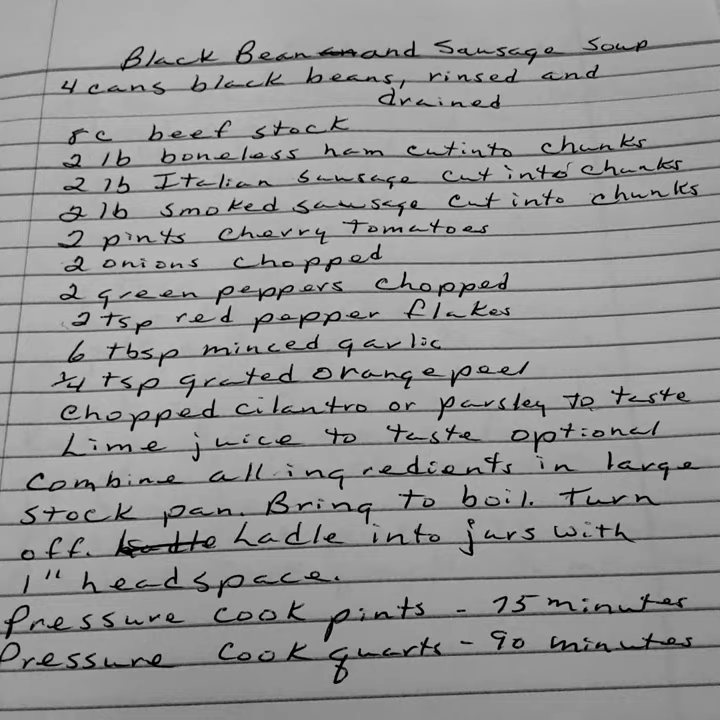 Black Bean and Sausage Soup
4 cans black beans, rinsed and
drained
8c beef stock
2 lb boneless ham cut into chunks
2 lb Italian sausage cut into chunks
2 lb smoked sausage cut into chunks
2 pints cherry tomatoes
2 onions chopped
2 green peppers chopped
2 tsp red pepper flakes
6 tbsp minced garlic
1/4 tsp grated orange peel
Chopped cilantro or parsley to taste
Lime juice to taste optional
Combine all ingredients in large
stock pan. Bring to boil. Turn
off. Ladle into jars with
1" headspace.
Pressure cook pints - 75 minutes
Pressure cook quarts - 90 minutes